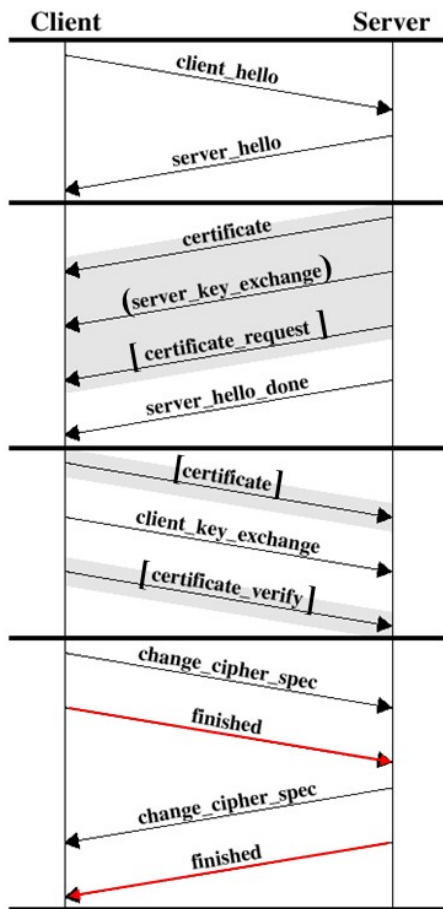 Client Server
client_hello
server_hello
certificate
(server_key_exchange)
[ certificate_request ]
server_hello_done
[certificate]
client_key_exchange
[ certificate_verify ]
change_cipher_spec
finished
change_cipher_spec
finished